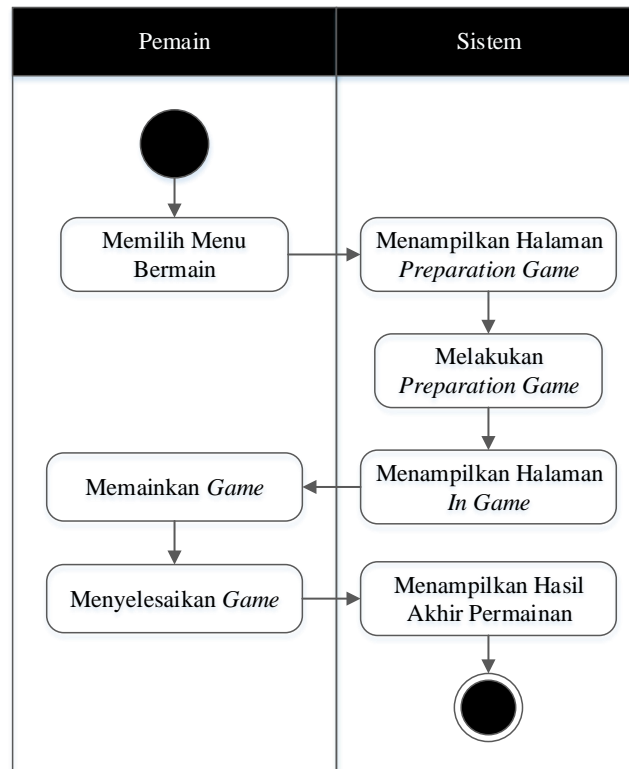 Pemain
Sistem
Memilih Menu
Bermain
Menampilkan Halaman
Preparation Game
Melakukan
Preparation Game
Menampilkan Halaman
In Game
Memainkan Game
Menyelesaikan Game
Menampilkan Hasil
Akhir Permainan